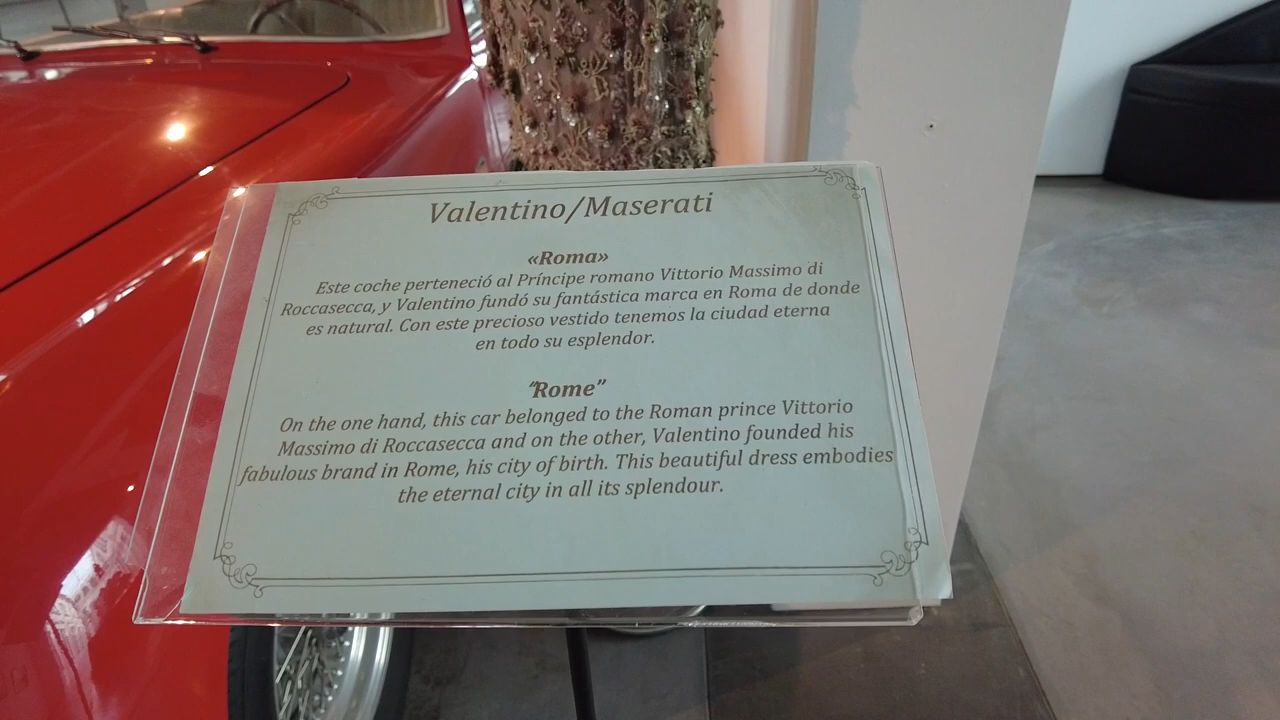 Valentino/Maserati
«Roma»
Este coche perteneció al Príncipe romano Vittorio Massimo di
Roccasecca, y Valentino fundó su fantástica marca en Roma de donde
es natural. Con este precioso vestido tenemos la ciudad eterna
en todo su esplendor.
"Rome"
On the one hand, this car belonged to the Roman prince Vittorio
Massimo di Roccasecca and on the other, Valentino founded his
fabulous brand in Rome, his city of birth. This beautiful dress embodies
the eternal city in all its splendour.